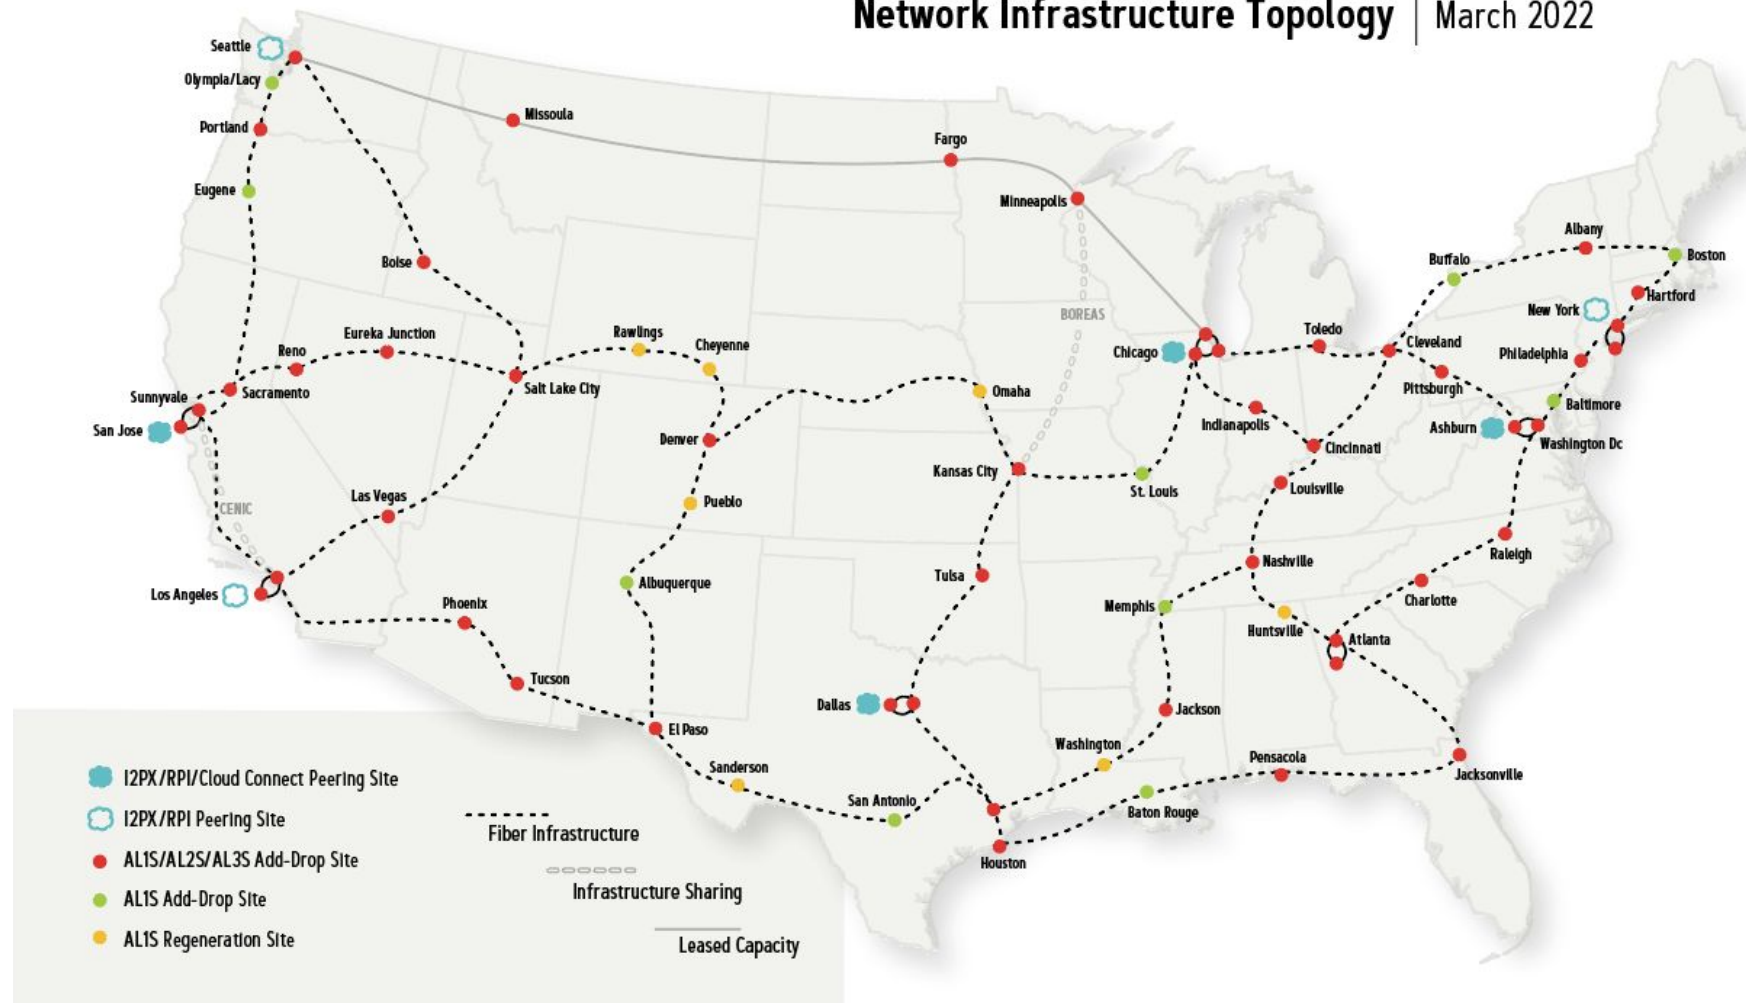 Network Infrastructure Topology | March 2022
Seattle
Olympia/Lacy
Portland
Eugene
Missoula
Fargo
Minneapolis
Boise
BOREAS
Albany
Buffalo
Boston
Hartford
New York
Philadelphia
Rawlings
Cheyenne
Eureka Junction
Reno
Chicago
Toledo
Cleveland
Pittsburgh
Sunnyvale
Sacramento
Salt Lake City
Omaha
Baltimore
San Jose
Denver
Indianapolis
Ashburn
Washington Dc
Kansas City
Cincinnati
St. Louis
Louisville
Las Vegas
Pueblo
CENIC
Raleigh
Los Angeles
Phoenix
Albuquerque
Tulsa
Nashville
Memphis
Charlotte
Huntsville
Atlanta
Tucson
Dallas
Jackson
El Paso
Washington
Sanderson
Pensacola
Jacksonville
San Antonio
Baton Rouge
Houston
I2PX/RPI/Cloud Connect Peering Site
I2PX/RPI Peering Site
AL1S/AL2S/AL3S Add-Drop Site
AL1S Add-Drop Site
AL1S Regeneration Site
Fiber Infrastructure
Infrastructure Sharing
Leased Capacity